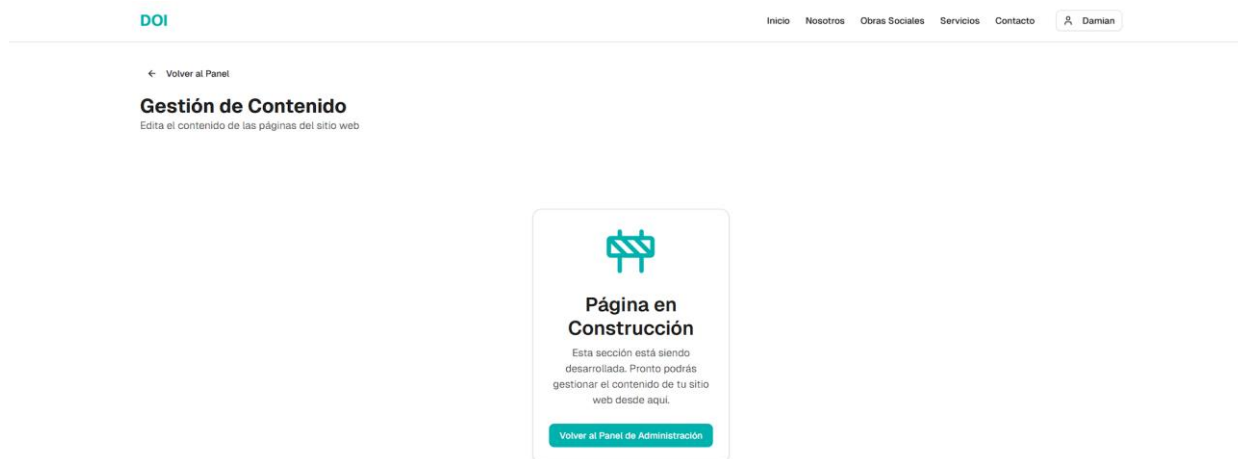 DOI
Inicio Nosotros Obras Sociales Servicios Contacto Damian
Volver al Panel
Gestión de Contenido
Edita el contenido de las páginas del sitio web
Página en
Construcción
Esta sección está siendo
desarrollada. Pronto podrás
gestionar el contenido de tu sitio
web desde aquí.
Volver al Panel de Administración